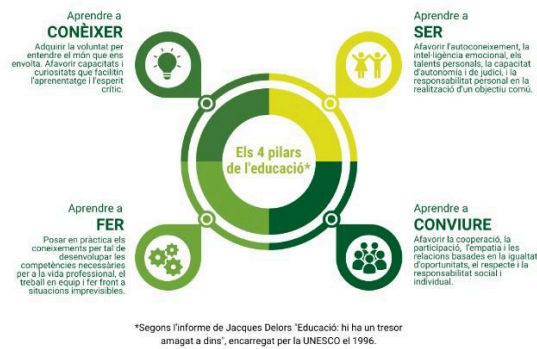 Aprendre a
CONÈIXER
Adquirir la voluntat per
entendre el món que ens
envolta. Afavorir capacitats i
curiositats que facilitin
l'aprenentatge i l'esperit
crític.
Aprendre a
SER
Afavorir l'autoconeixement, la
intel·ligència emocional, els
talents personals, la capacitat
d'autonomia i de judici, i la
responsabilitat personal en la
realització d'un objectiu comú.
Els 4 pilars
de l'educació*
Aprendre a
FER
Posar en pràctica els
coneixements per tal de
desenvolupar les
competències necessàries
per a la vida professional, el
treball en equip i fer front a
situacions imprevisibles.
Aprendre a
CONVIURE
Afavorir la cooperació, la
participació, l'empatia i les
relacions basades en la igualtat
d'oportunitats, el respecte i la
responsabilitat social i
individual.
*Segons l'informe de Jacques Delors "Educació: hi ha un tresor
amagat a dins", encarregat per la UNESCO el 1996.